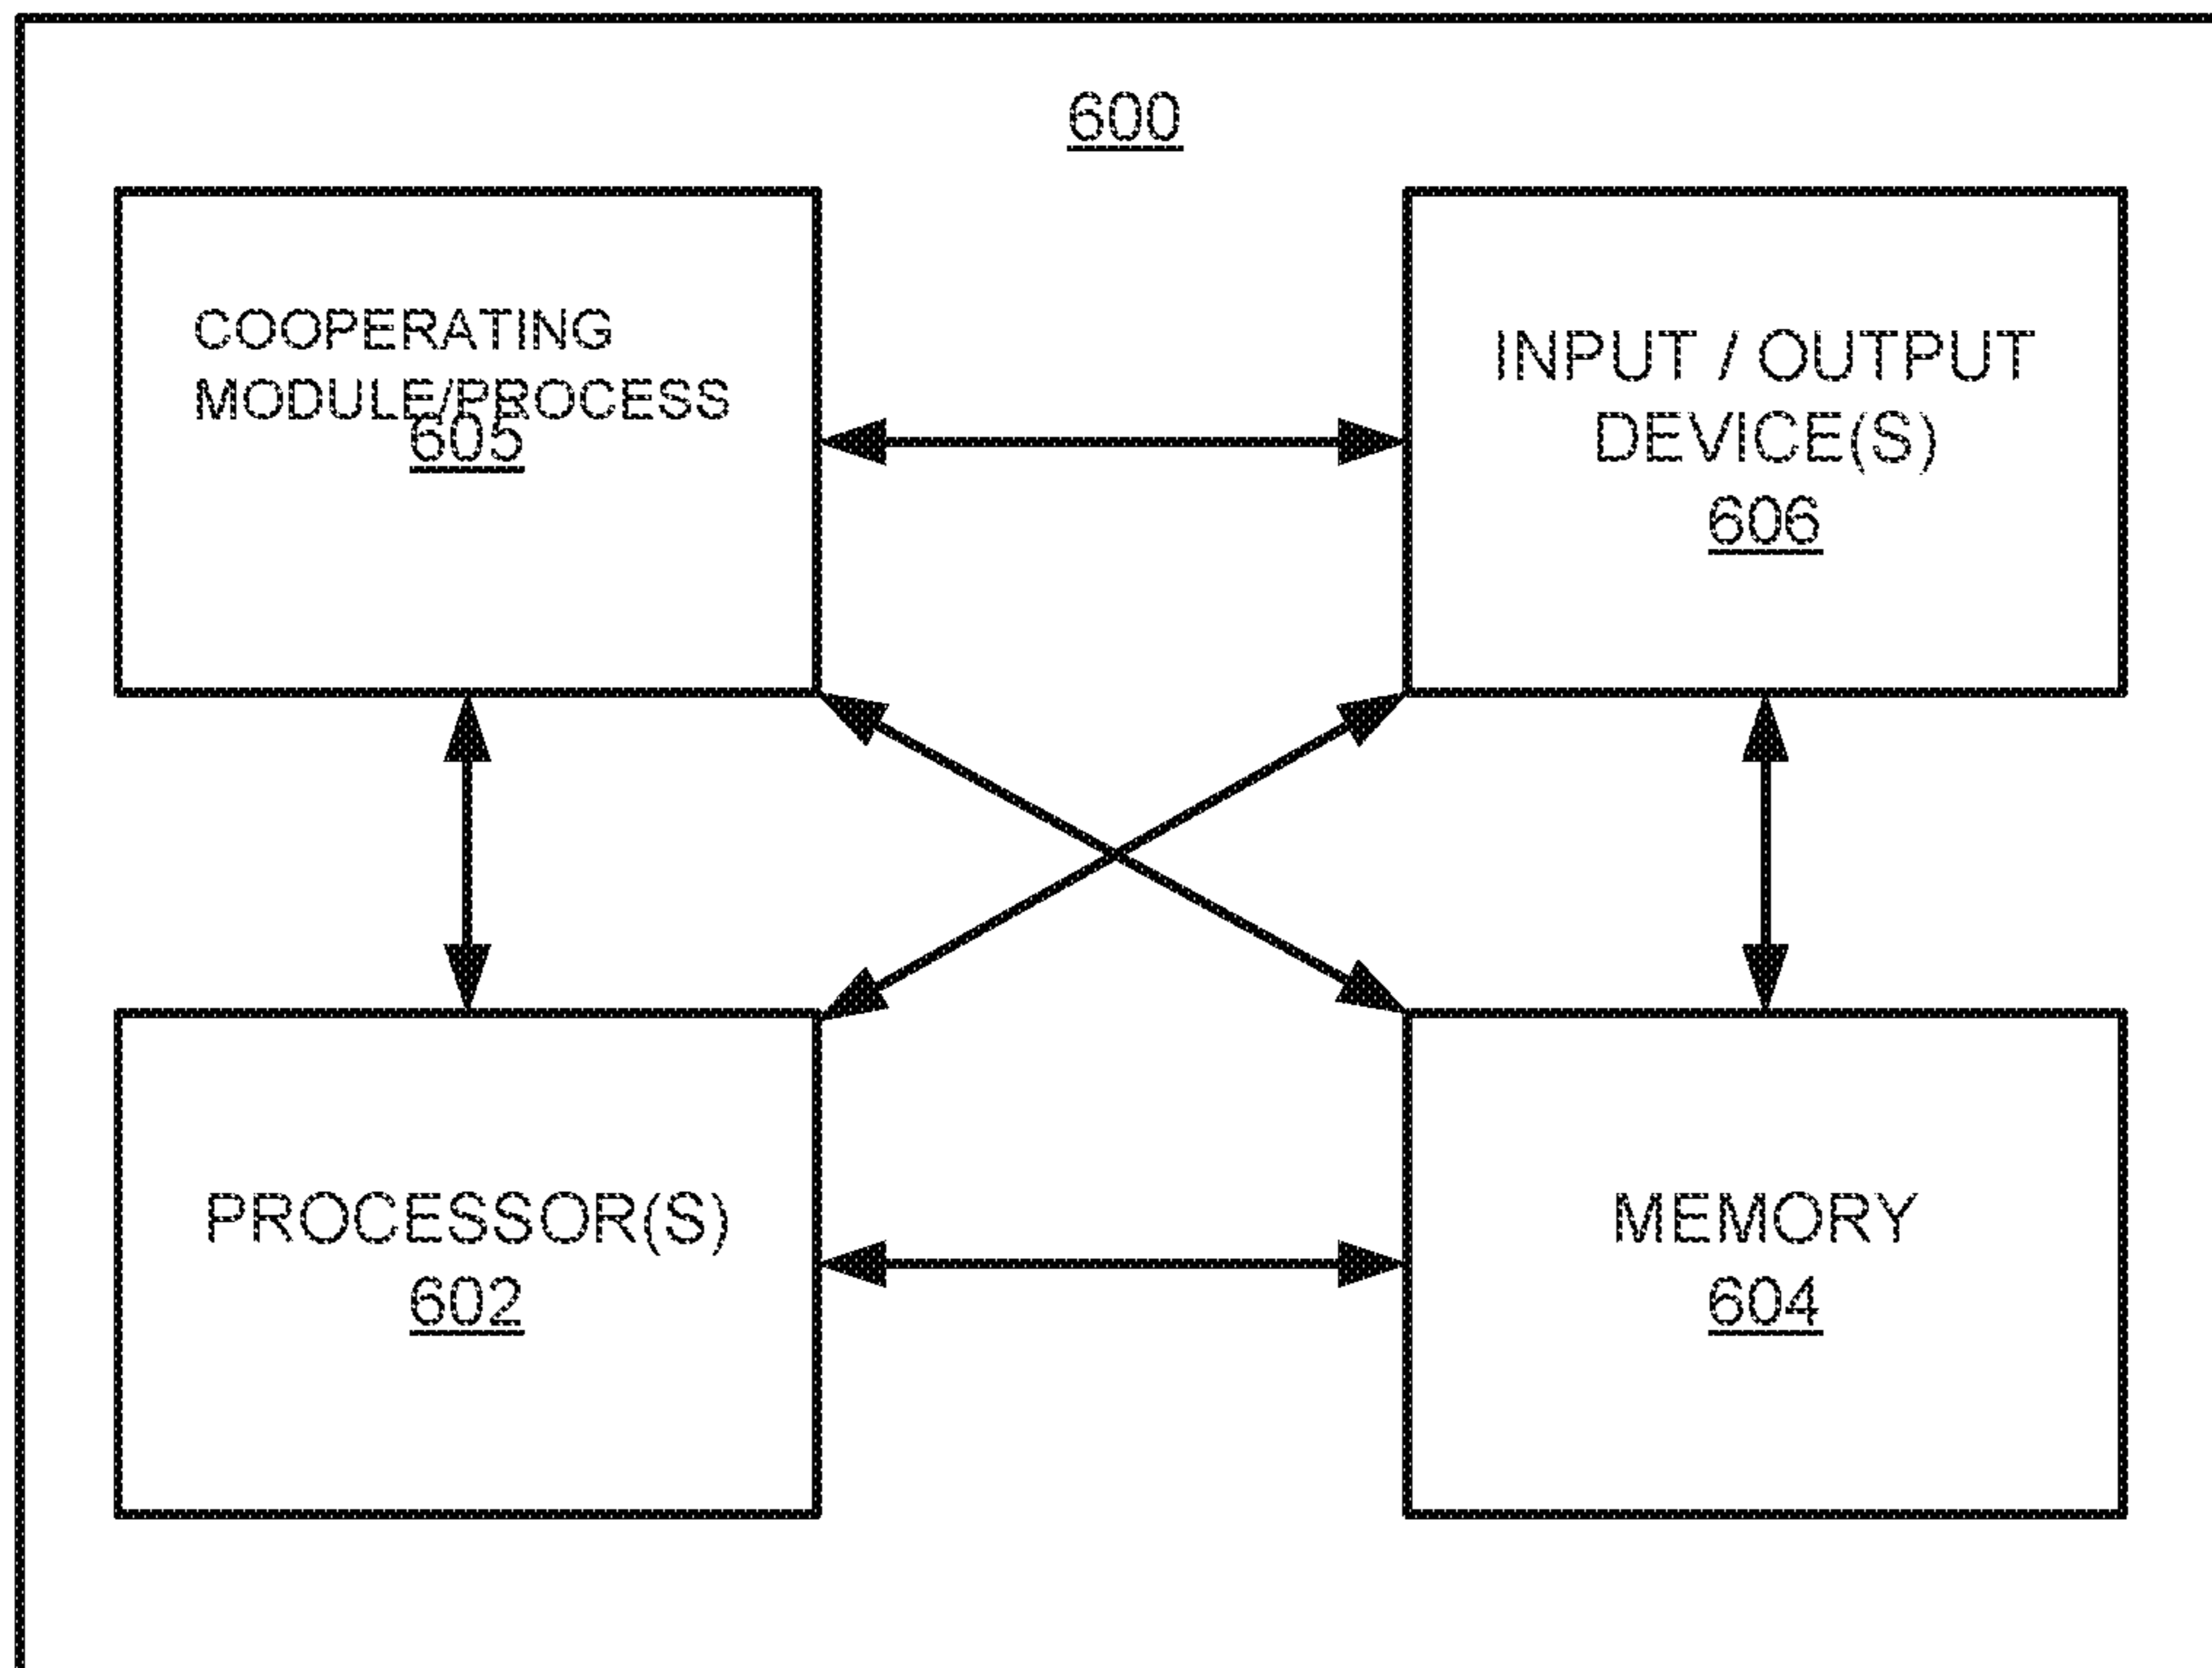 600
COOPERATING
MODULE/PROCESS
605
INPUT / OUTPUT
DEVICE(S)
606
PROCESSOR(S)
602
MEMORY
604